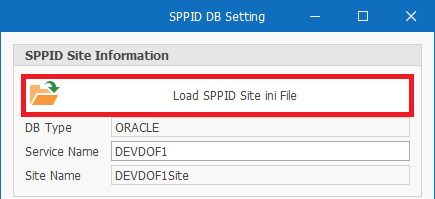 SPPID DB Setting
SPPID Site Information
Load SPPID Site ini File
DB Type ORACLE
Service Name DEVDOF1
Site Name DEVDOF1Site